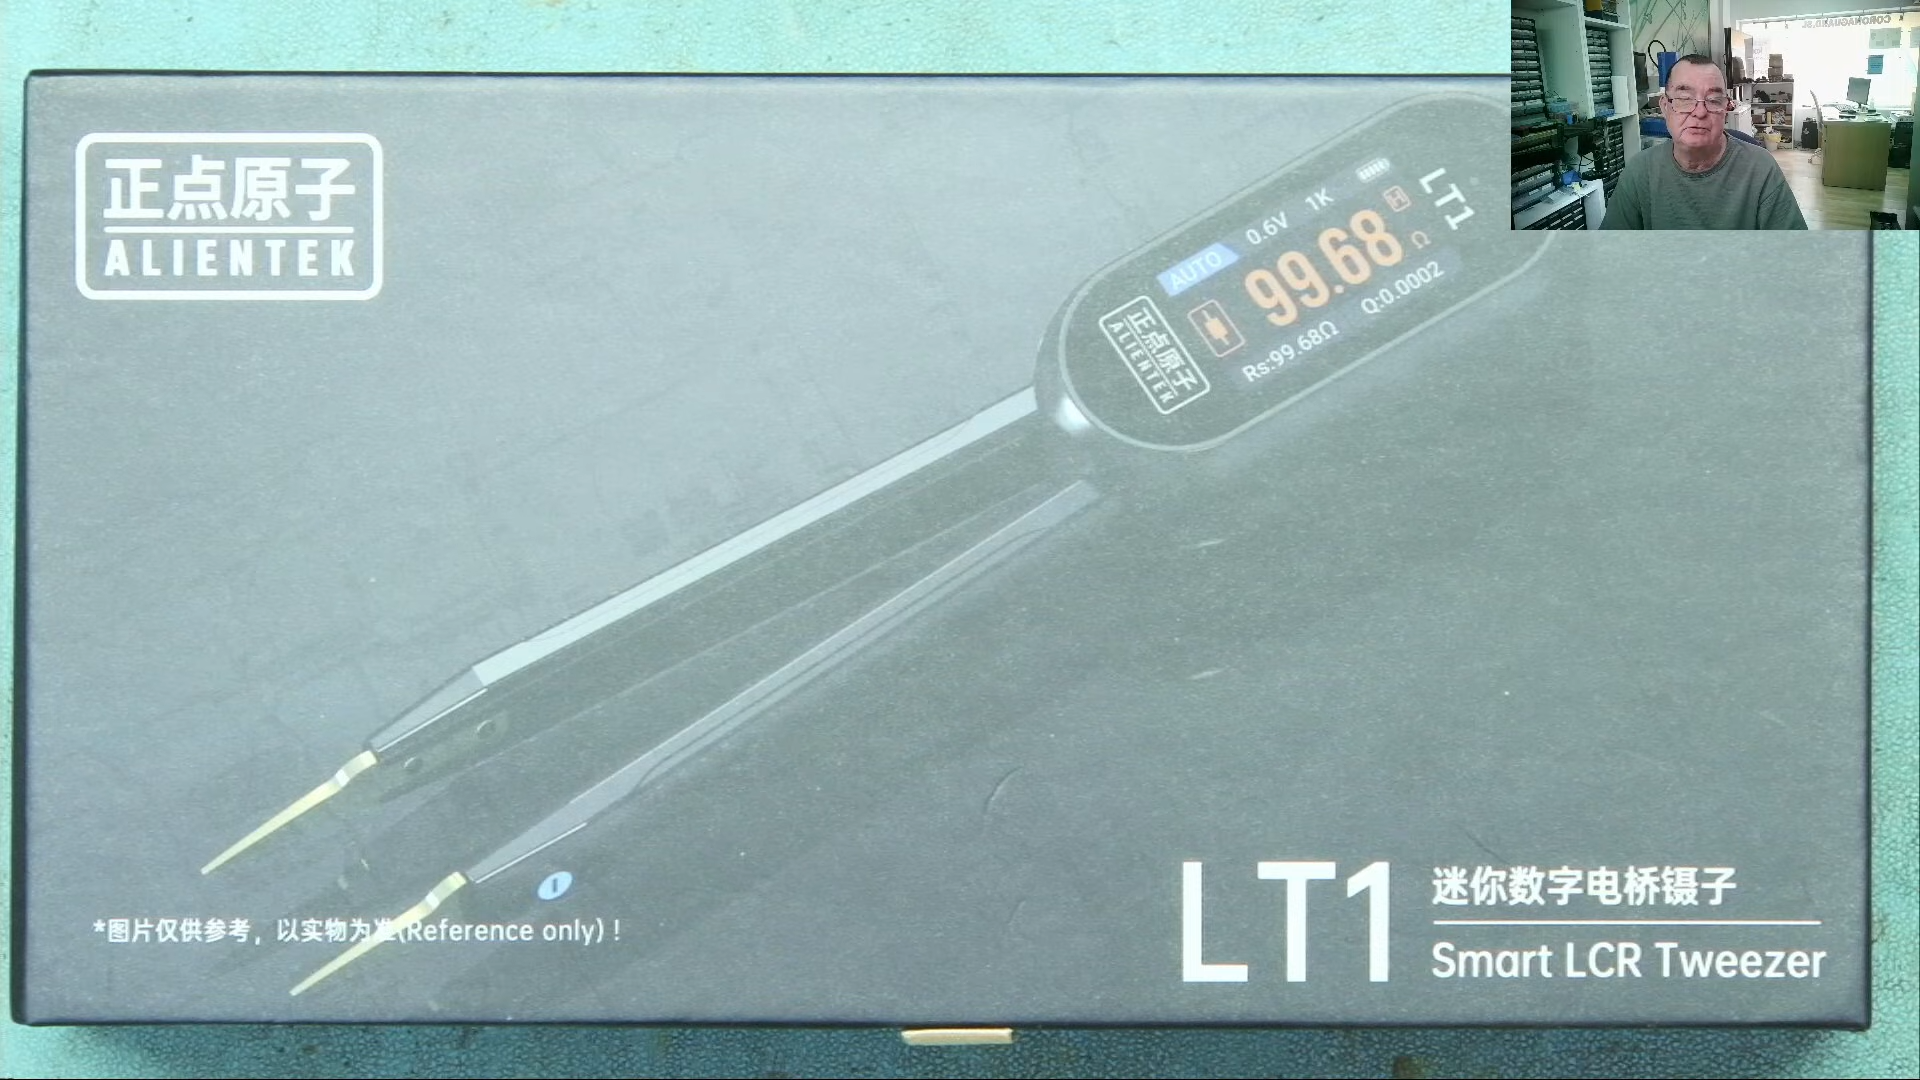 正点原子
ALIENTEK
AUTO 0.6V 1K
99.68 Ω
H
Rs:99.68Ω Q:0.0002
LT1
正点原子
ALIENTEK
*图片仅供参考，以实物为准(Reference only)！
LT1
迷你数字电桥镊子
Smart LCR Tweezer